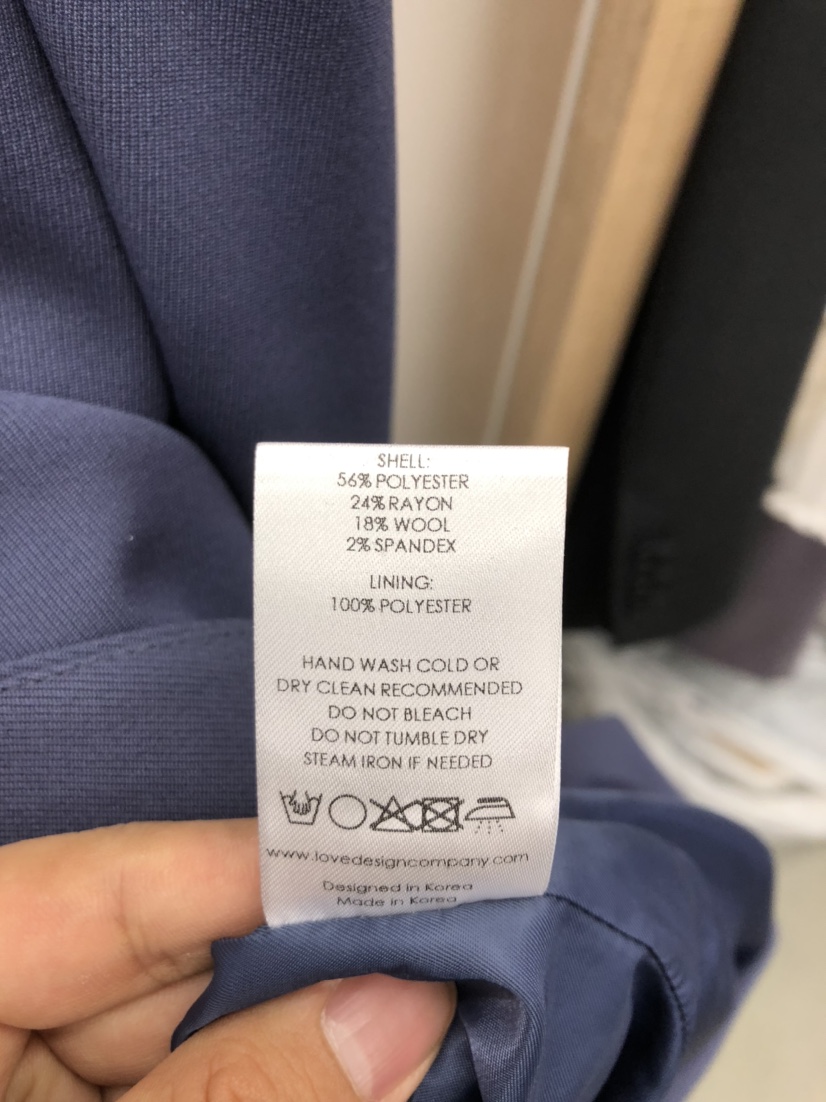 SHELL:
56% POLYESTER
24% RAYON
18% WOOL
2% SPANDEX
LINING:
100% POLYESTER
HAND WASH COLD OR
DRY CLEAN RECOMMENDED
DO NOT BLEACH
DO NOT TUMBLE DRY
STEAM IRON IF NEEDED
www.lovedesigncompany.com
Designed in Korea
Made in Korea